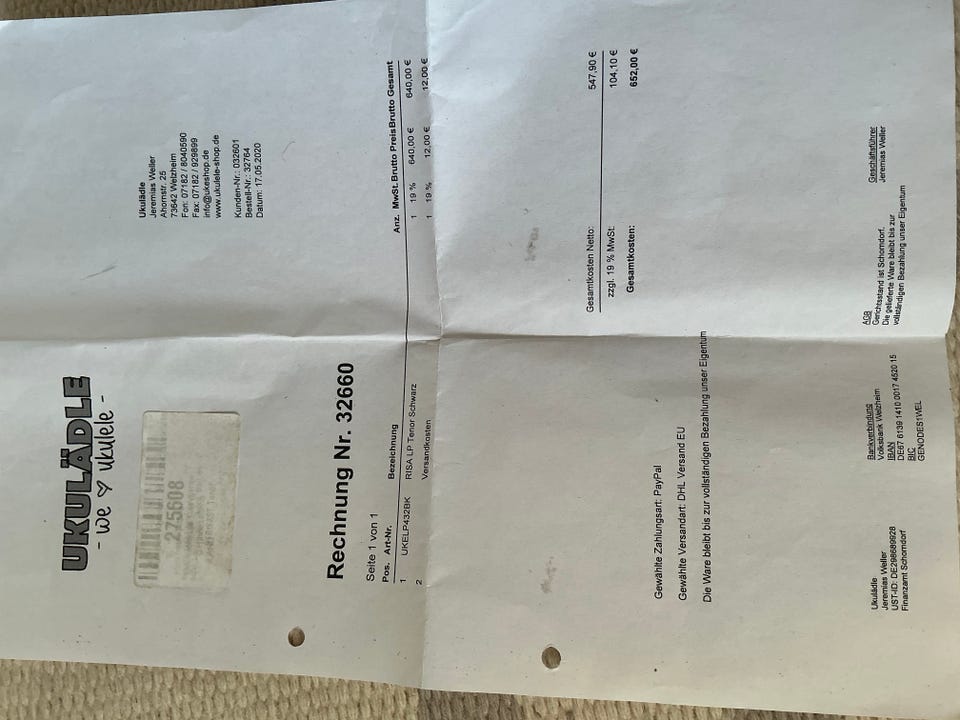 UKULÄDLE
- we ukulele -
275608
Ukulädle
Jeremias Weller
Ahornstr. 25
73642 Welzheim
Fon: 07182 / 8040590
Fax: 07182 / 929899
info@ukeshop.de
www.ukulele-shop.de
Kunden-Nr.: 032601
Bestell-Nr.: 32764
Datum: 17.05.2020
Rechnung Nr. 32660
Seite 1 von 1
Pos. Art-Nr. Bezeichnung Anz. MwSt. Brutto Preis Brutto Gesamt
1 UKELP432BK RISA LP Tenor Schwarz 1 19 % 640,00 € 640,00 €
2 Versandkosten 1 19 % 12,00 € 12,00 €
Gesamtkosten Netto: 547,90 €
zzgl. 19 % MwSt: 104,10 €
Gesamtkosten: 652,00 €
Gewählte Zahlungsart: PayPal
Gewählte Versandart: DHL Versand EU
Die Ware bleibt bis zur vollständigen Bezahlung unser Eigentum
Ukulädle
Jeremias Weller
UST-ID: DE298689928
Finanzamt Schorndorf
Bankverbindung
Volksbank Welzheim
IBAN
DE67 6139 1410 0017 4520 15
BIC
GENODES1WEL
AGB
Gerichtsstand ist Schorndorf.
Die gelieferte Ware bleibt bis zur
vollständigen Bezahlung unser Eigentum
Geschäftsführer
Jeremias Weller